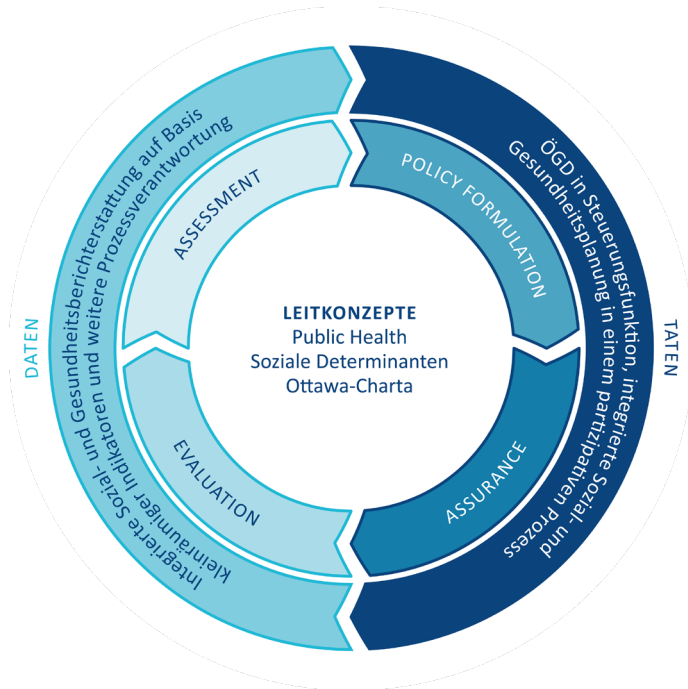 DATEN
Integrierte Sozial- und Gesundheitsberichterstattung auf Basis
kleinräumiger Indikatoren und weitere Prozessverantwortung
ASSESSMENT
POLICY FORMULATION
ÖGD in Steuerungsfunktion, integrierte Sozial- und
Gesundheitsplanung in einem partizipativen Prozess
TATEN
LEITKONZEPTE
Public Health
Soziale Determinanten
Ottawa-Charta
EVALUATION
ASSURANCE